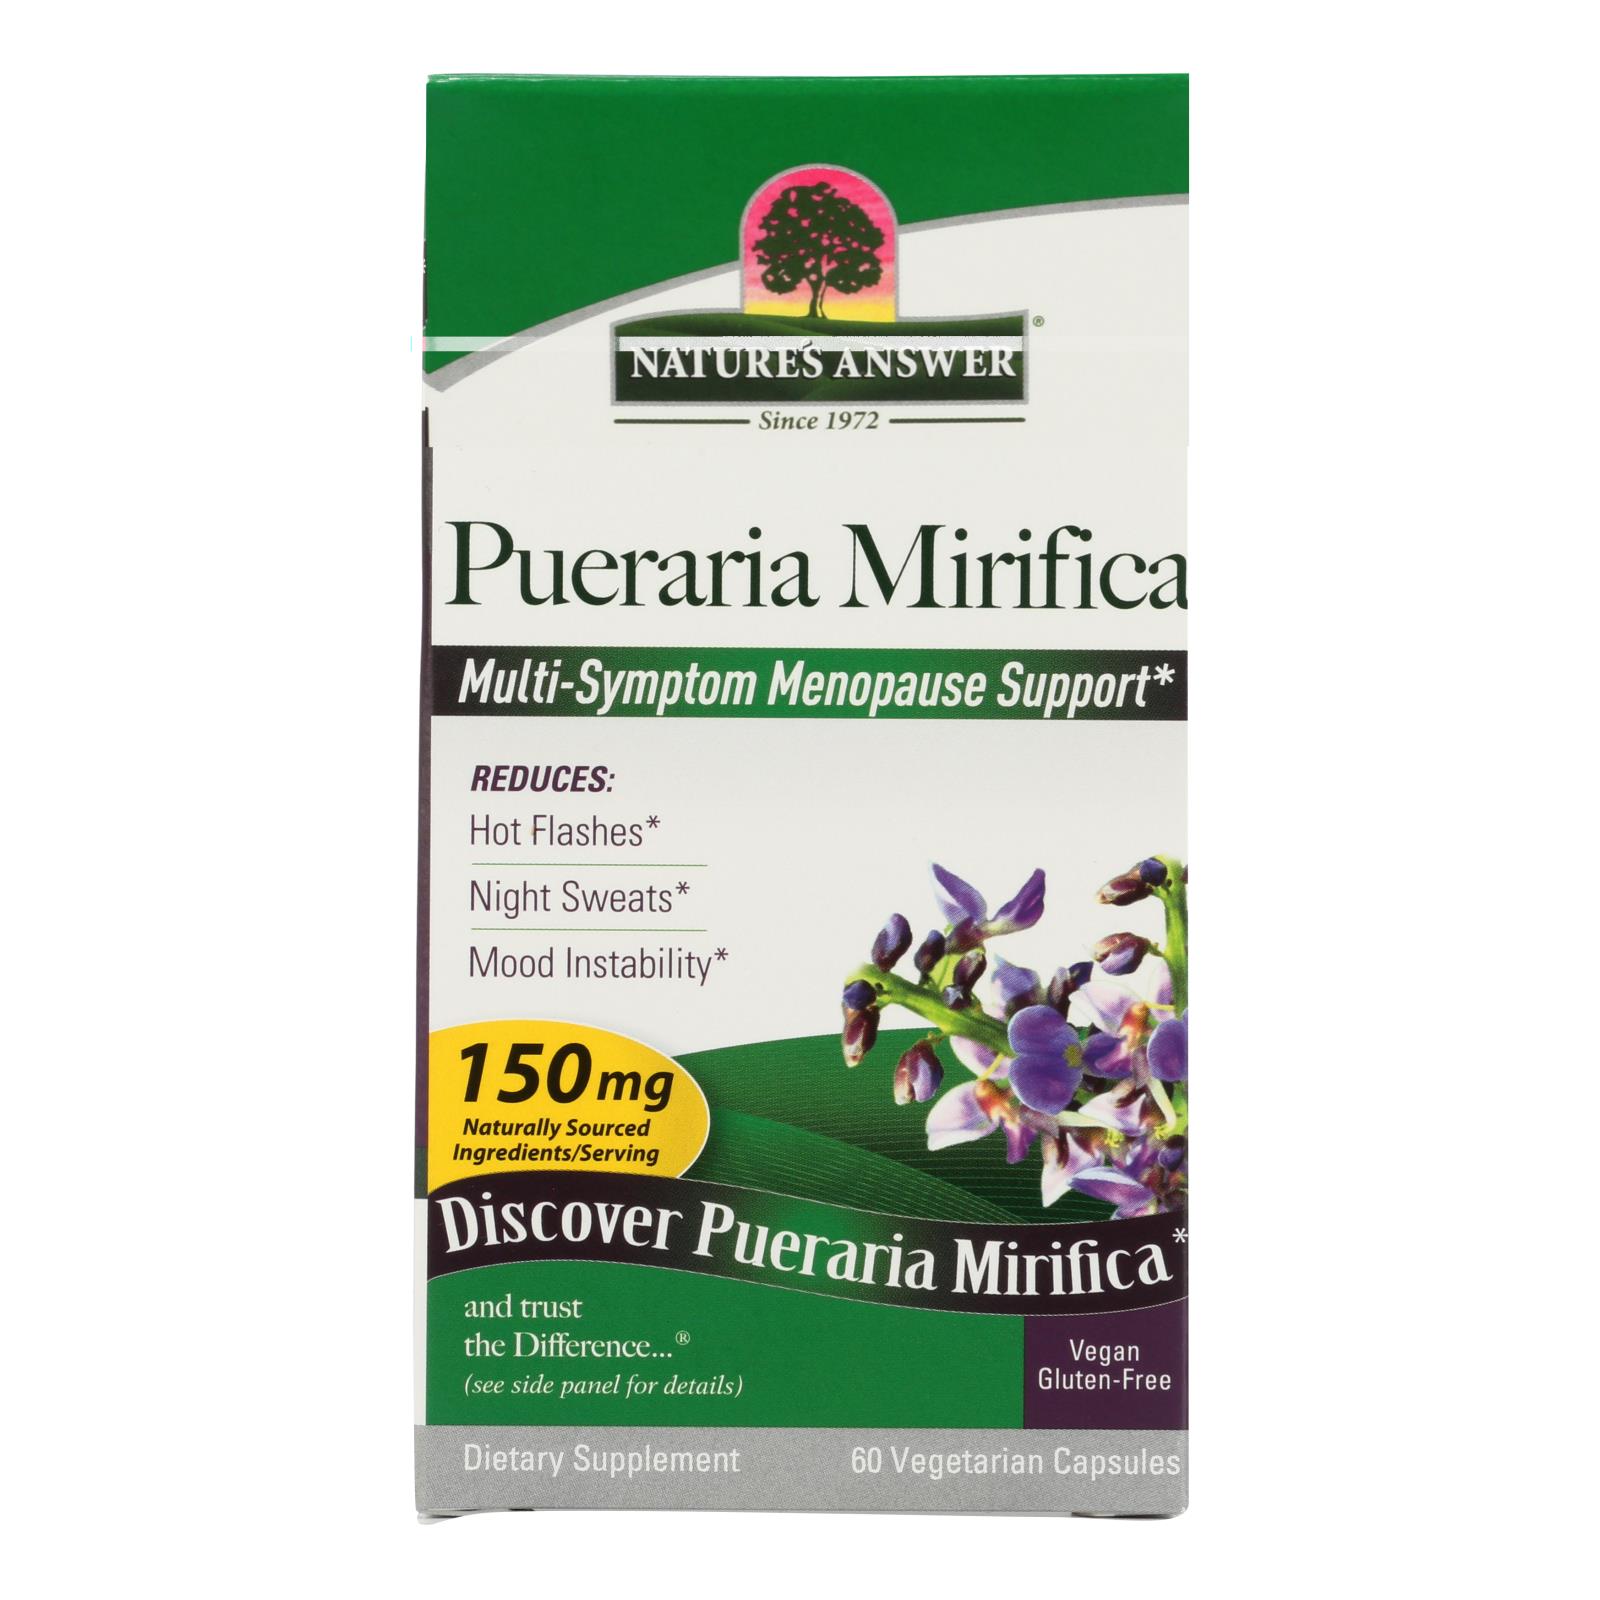 NATURE'S ANSWER®
Since 1972
Pueraria Mirifica
Multi-Symptom Menopause Support*
REDUCES:
Hot Flashes*
Night Sweats*
Mood Instability*
150 mg
Naturally Sourced
Ingredients/Serving
Discover Pueraria Mirifica*
and trust
the Difference...®
(see side panel for details)
Vegan
Gluten-Free
Dietary Supplement
60 Vegetarian Capsules